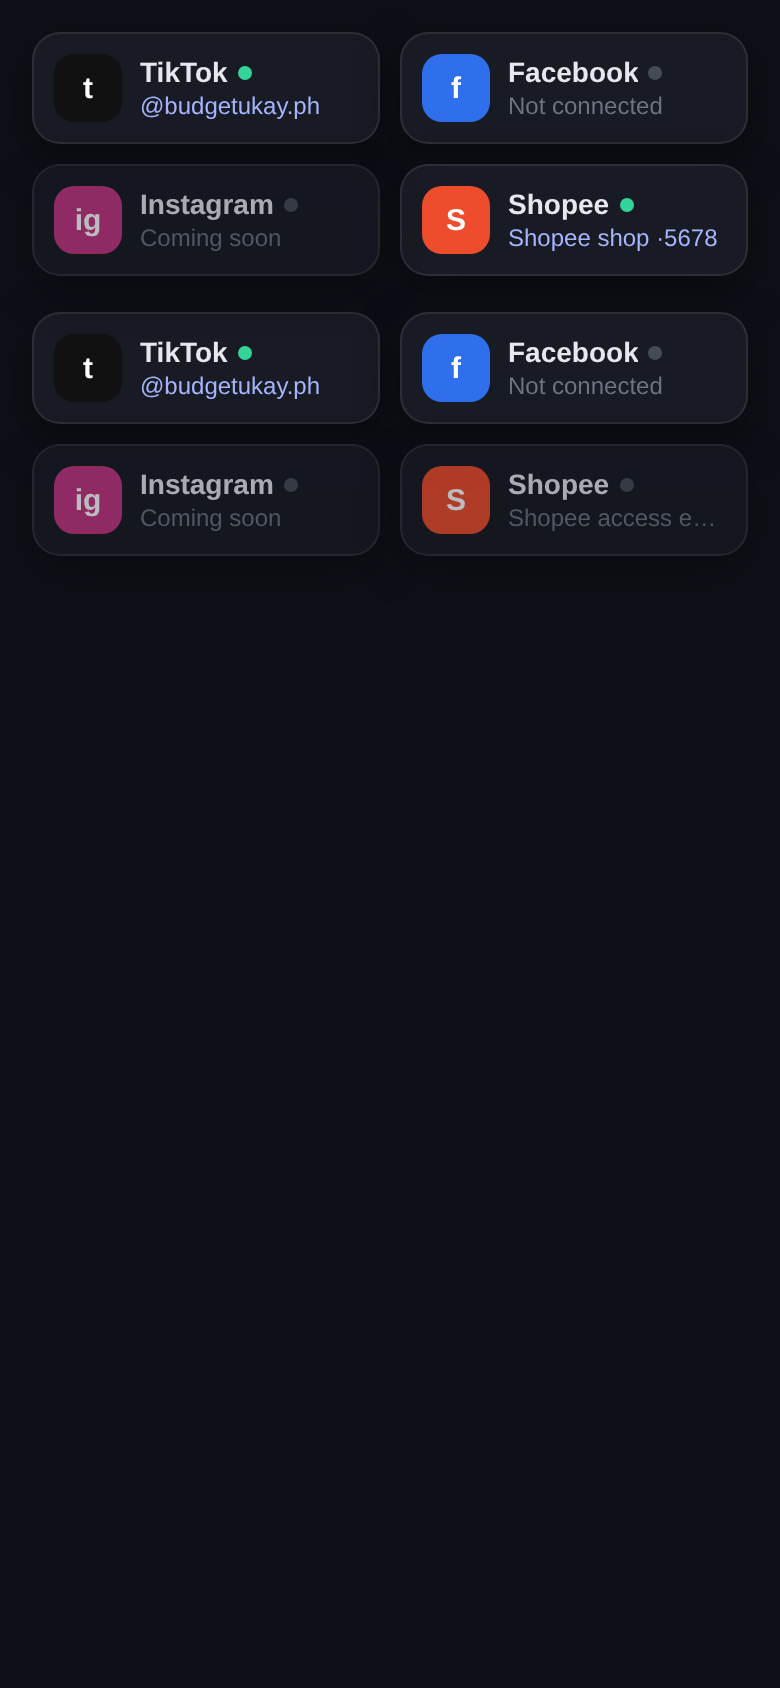 t
TikTok
@budgetukay.ph
f
Facebook
Not connected
ig
Instagram
Coming soon
S
Shopee
Shopee shop ·5678
t
TikTok
@budgetukay.ph
f
Facebook
Not connected
ig
Instagram
Coming soon
S
Shopee
Shopee access e…